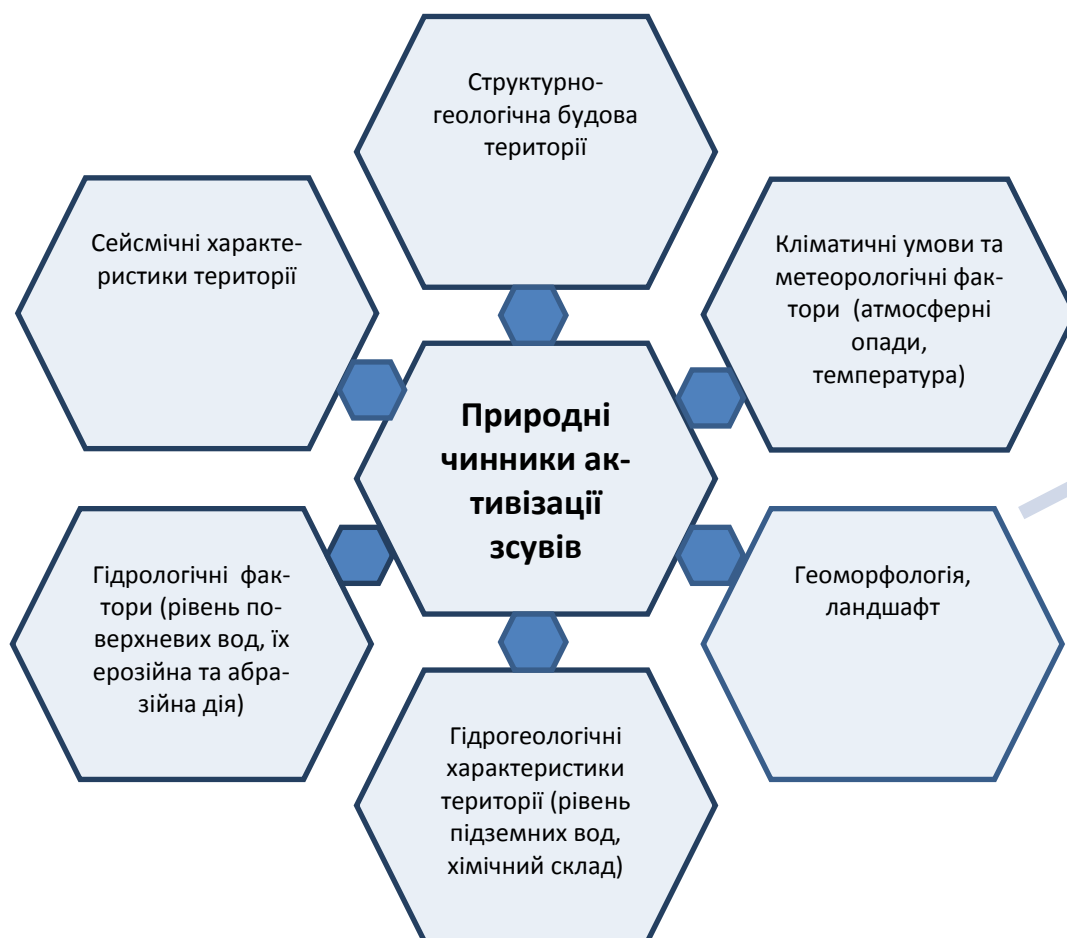 Структурно-
геологічна будова
території
Сейсмічні характе-
ристики території
Кліматичні умови та
метеорологічні фак-
тори (атмосферні
опади,
температура)
Природні
чинники ак-
тивізації
зсувів
Гідрологічні фак-
тори (рівень по-
верхневих вод, їх
ерозійна та абра-
зійна дія)
Геоморфологія,
ландшафт
Гідрогеологічні
характеристики
території (рівень
підземних вод,
хімічний склад)